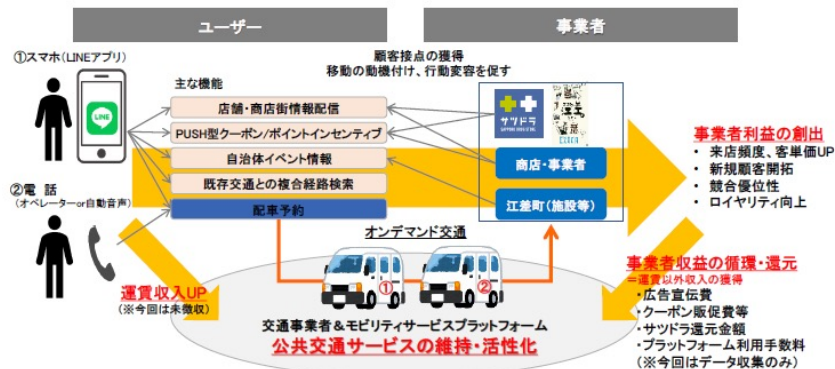 ユーザー
事業者
①スマホ(LINEアプリ)
LINE
顧客接点の獲得
移動の動機付け、行動変容を促す
主な機能
店舗・商店街情報配信
PUSH型クーポン/ポイントインセンティブ
自治体イベント情報
既存交通との複合経路検索
配車予約
サツドラ
商店・事業者
江差町(施設等)
事業者利益の創出
• 来店頻度、客単価UP
• 新規顧客開拓
• 競合優位性
• ロイヤリティ向上
②電 話
(オペレーターor自動音声)
オンデマンド交通
①
②
運賃収入UP
(※今回は未徴収)
交通事業者&モビリティサービスプラットフォーム
公共交通サービスの維持・活性化
事業者収益の循環・還元
=運賃以外収入の獲得
・広告宣伝費
・クーポン販促費等
・サツドラ還元金額
・プラットフォーム利用手数料
(※今回はデータ収集のみ)